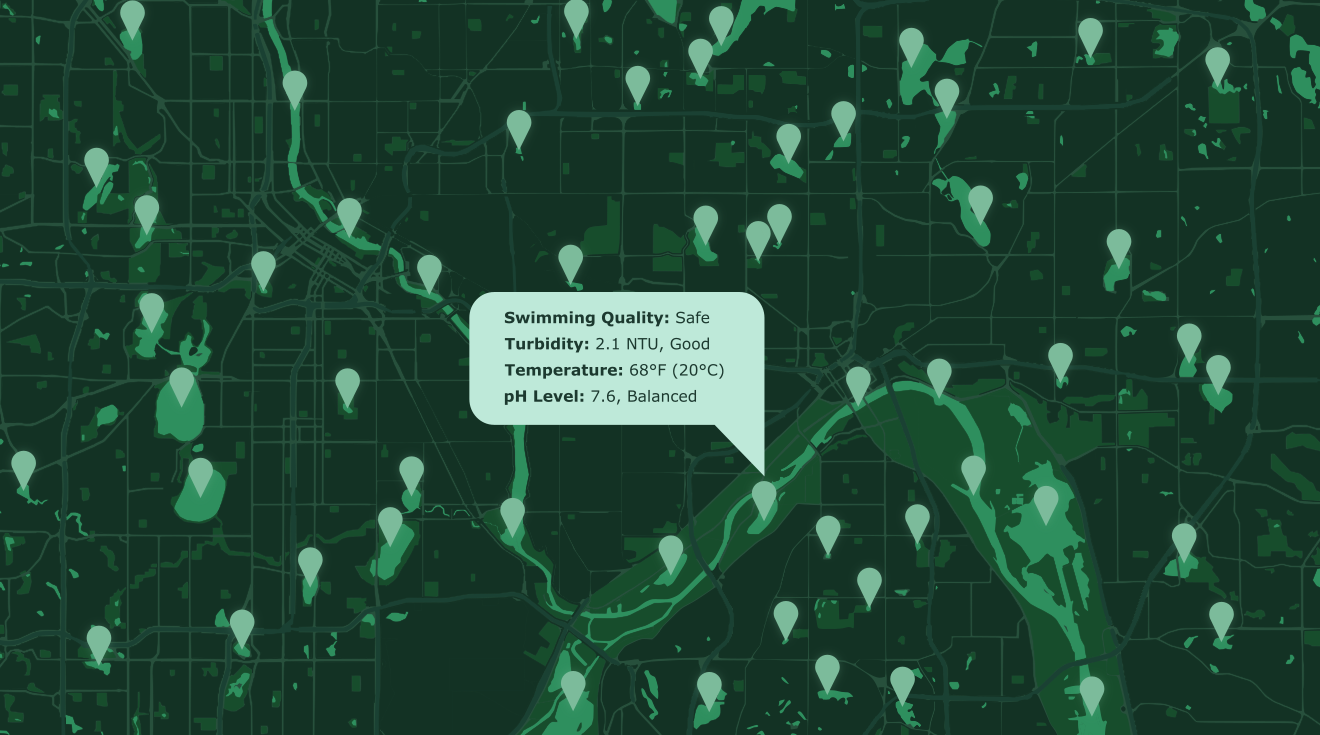 Swimming Quality: Safe
Turbidity: 2.1 NTU, Good
Temperature: 68°F (20°C)
pH Level: 7.6, Balanced